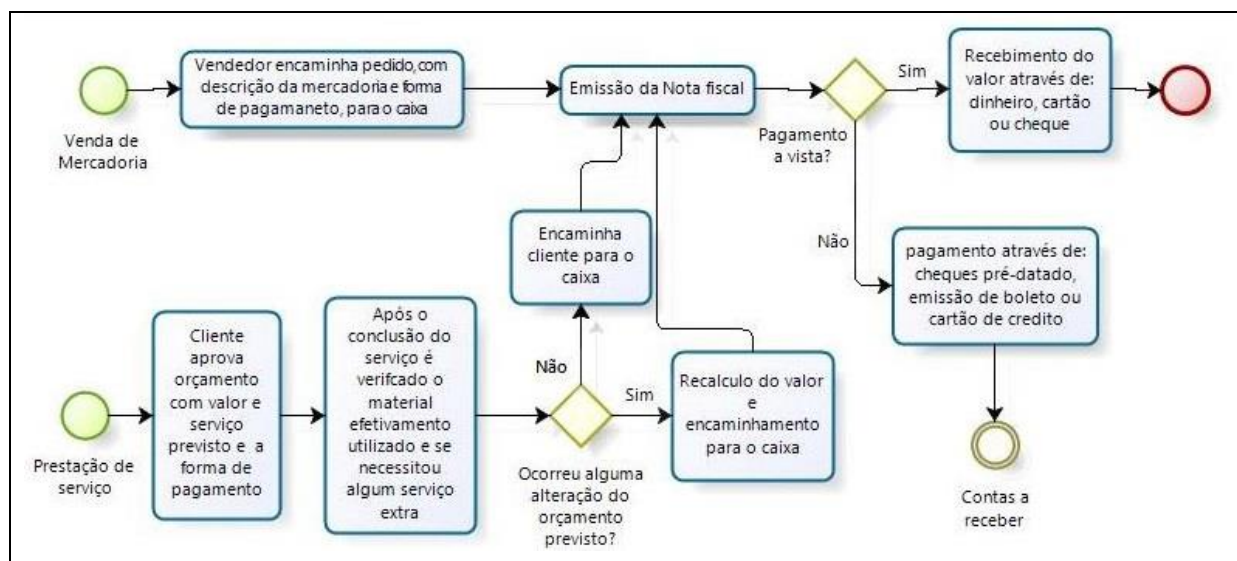 Vendedor encaminha pedido,com
descrição da mercadoria e forma
de pagamaneto, para o caixa
Venda de
Mercadoria
Emissão da Nota fiscal
Pagamento
a vista?
Sim
Recebimento do
valor através de:
dinheiro, cartão
ou cheque
Não
pagamento através de:
cheques pré-datado,
emissão de boleto ou
cartão de credito
Contas a
receber
Encaminha
cliente para o
caixa
Prestação de
serviço
Cliente
aprova
orçamento
com valor e
serviço
previsto e a
forma de
pagamento
Após o
conclusão do
serviço é
verifcado o
material
efetivamento
utilizado e se
necessitou
algum serviço
extra
Não
Sim
Ocorreu alguma
alteração do
orçamento
previsto?
Recalculo do valor
e
encaminhamento
para o caixa